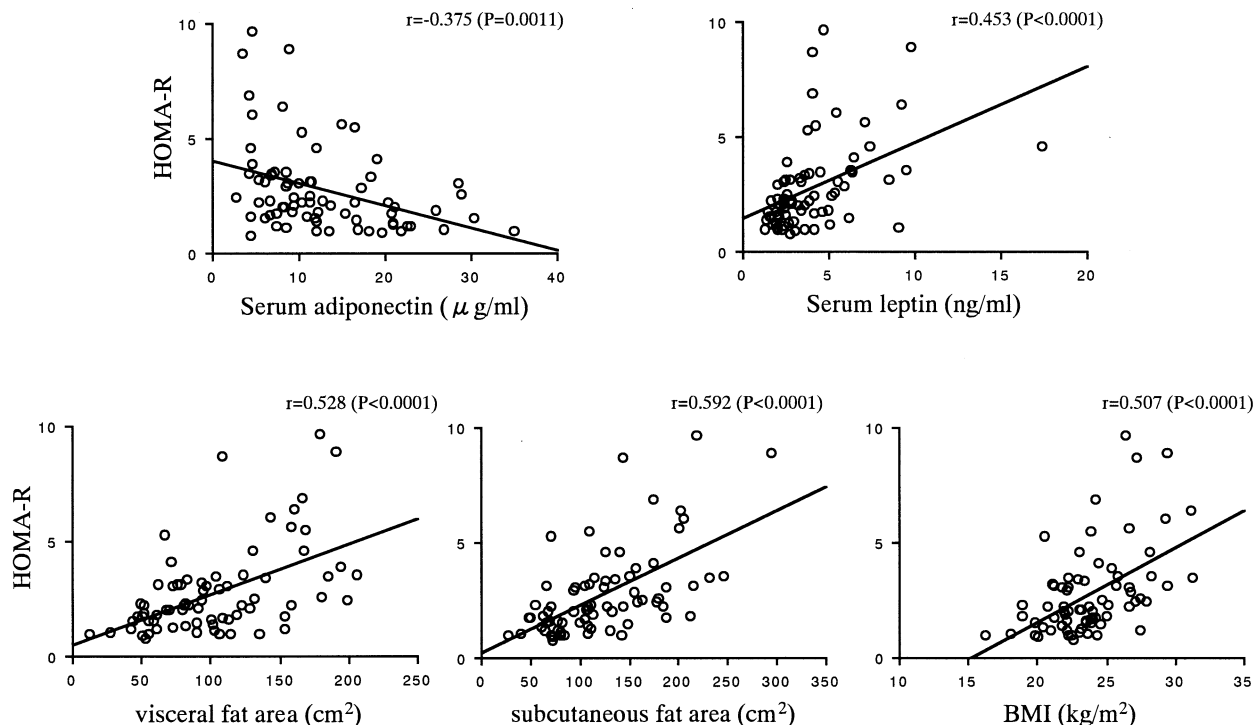 r=-0.375 (P=0.0011)
10
5
0
HOMA-R
0 10 20 30 40
Serum adiponectin ( μ g/ml)
r=0.453 (P<0.0001)
10
5
0
0 5 10 15 20
Serum leptin (ng/ml)
r=0.528 (P<0.0001)
10
5
0
HOMA-R
0 50 100 150 200 250
visceral fat area (cm²)
r=0.592 (P<0.0001)
10
5
0
0 50 100 150 200 250 300 350
subcutaneous fat area (cm²)
r=0.507 (P<0.0001)
10
5
0
10 15 20 25 30 35
BMI (kg/m²)